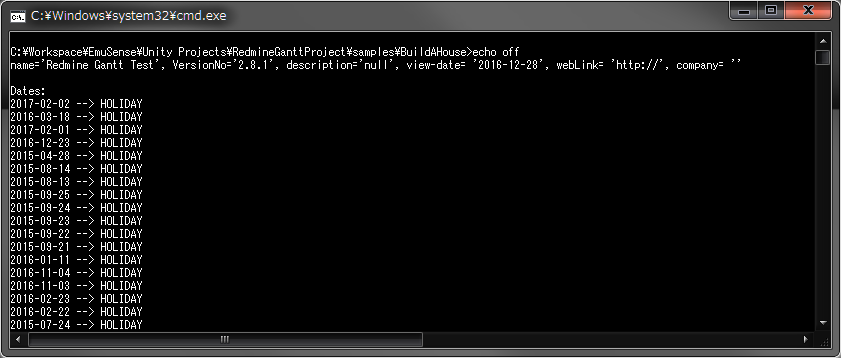 C:¥Windows¥system32¥cmd.exe
C:¥Workspace¥EmuSense¥Unity Projects¥RedmineGanttProject¥samples¥BuildAHouse>echo off
name='Redmine Gantt Test', VersionNo='2.8.1', description='null', view-date= '2016-12-28', webLink= 'http://', company= ''
Dates:
2017-02-02 --> HOLIDAY
2016-03-18 --> HOLIDAY
2017-02-01 --> HOLIDAY
2016-12-23 --> HOLIDAY
2015-04-28 --> HOLIDAY
2015-08-14 --> HOLIDAY
2015-08-13 --> HOLIDAY
2015-09-25 --> HOLIDAY
2015-09-24 --> HOLIDAY
2015-09-23 --> HOLIDAY
2015-09-22 --> HOLIDAY
2015-09-21 --> HOLIDAY
2016-01-11 --> HOLIDAY
2016-11-04 --> HOLIDAY
2016-11-03 --> HOLIDAY
2016-02-23 --> HOLIDAY
2016-02-22 --> HOLIDAY
2015-07-24 --> HOLIDAY